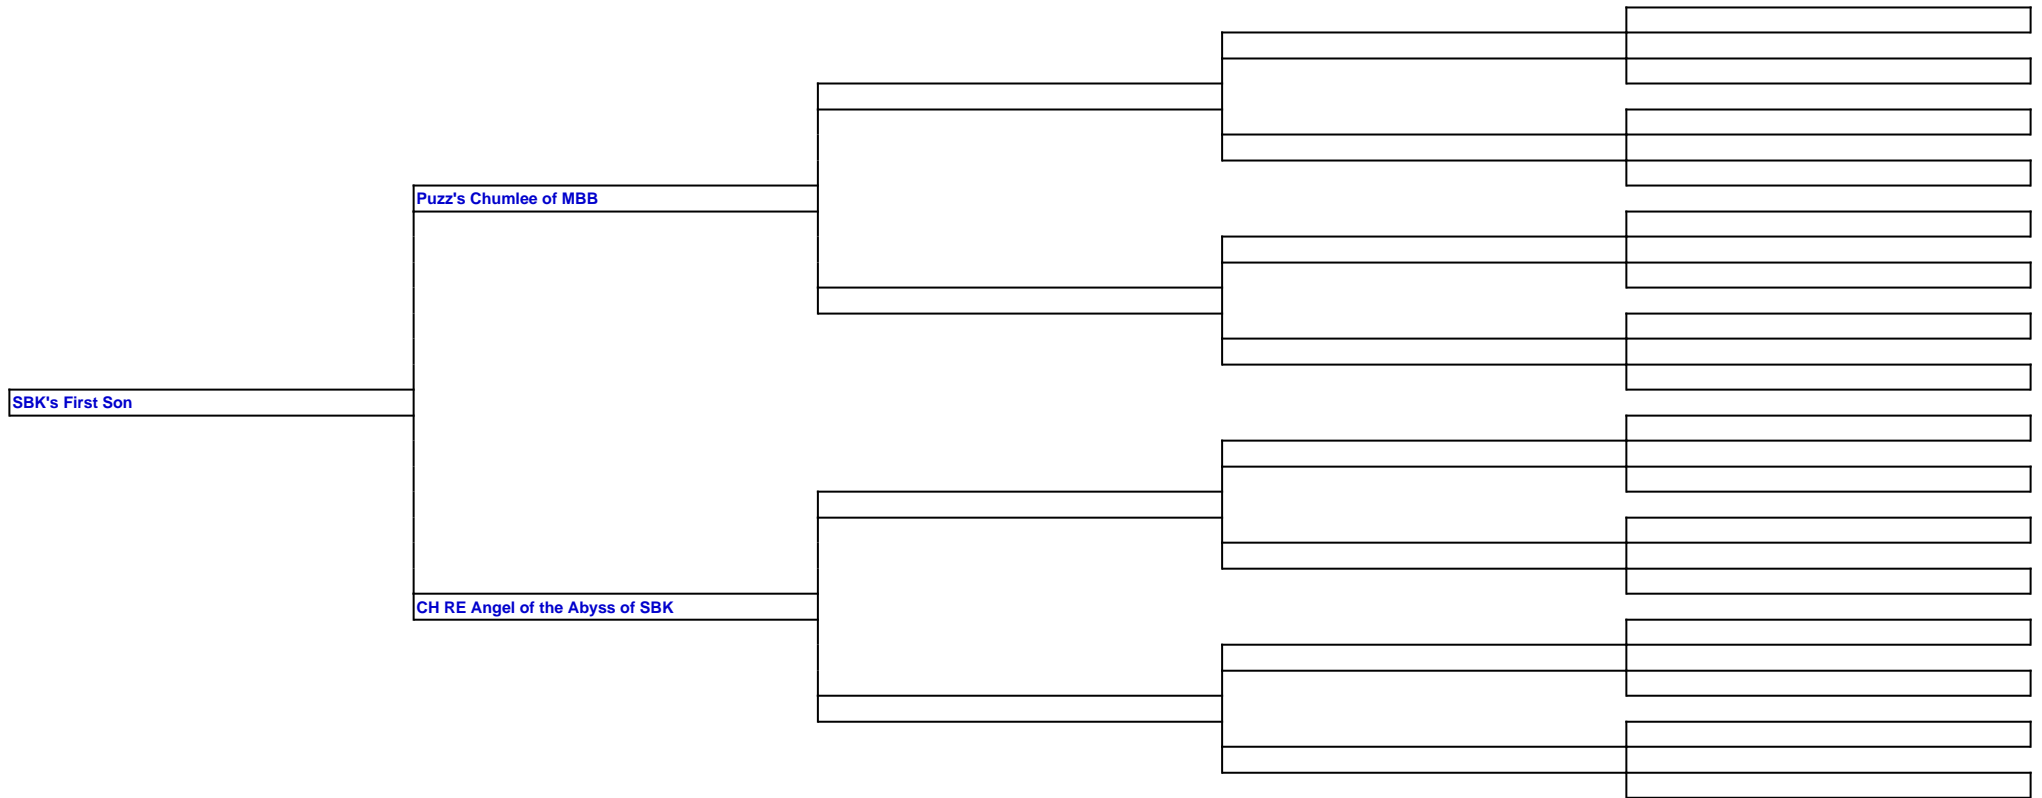 Puzz's Chumlee of MBB
SBK's First Son
CH RE Angel of the Abyss of SBK